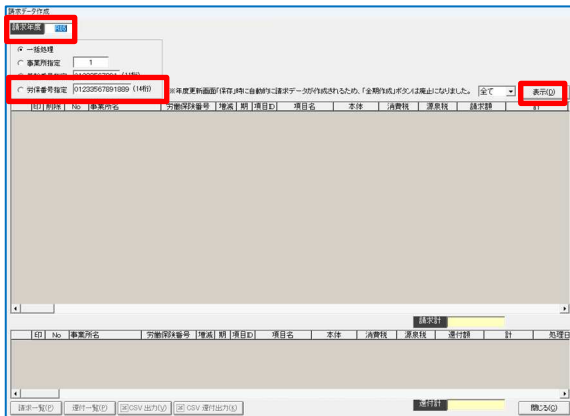 請求データ作成
請求年度 R05
一括処理
事業所指定 1
労保番号指定 01233567891889 (14桁)
※年度更新画面「保存」時に自動的に請求データが作成されるため、「全期作成」ボタンは廃止になりました。 全て 表示(D)
印 削除 No 事業所名 労働保険番号 増減 期 項目ID 項目名 本体 消費税 源泉税 請求額 計
請求計
印 No 事業所名 労働保険番号 増減 期 項目ID 項目名 本体 消費税 源泉税 還付額 計 処理日
還付計
請求一覧(P) 還付一覧(P) CSV 出力(V) CSV 還付出力(X) 閉じる(C)